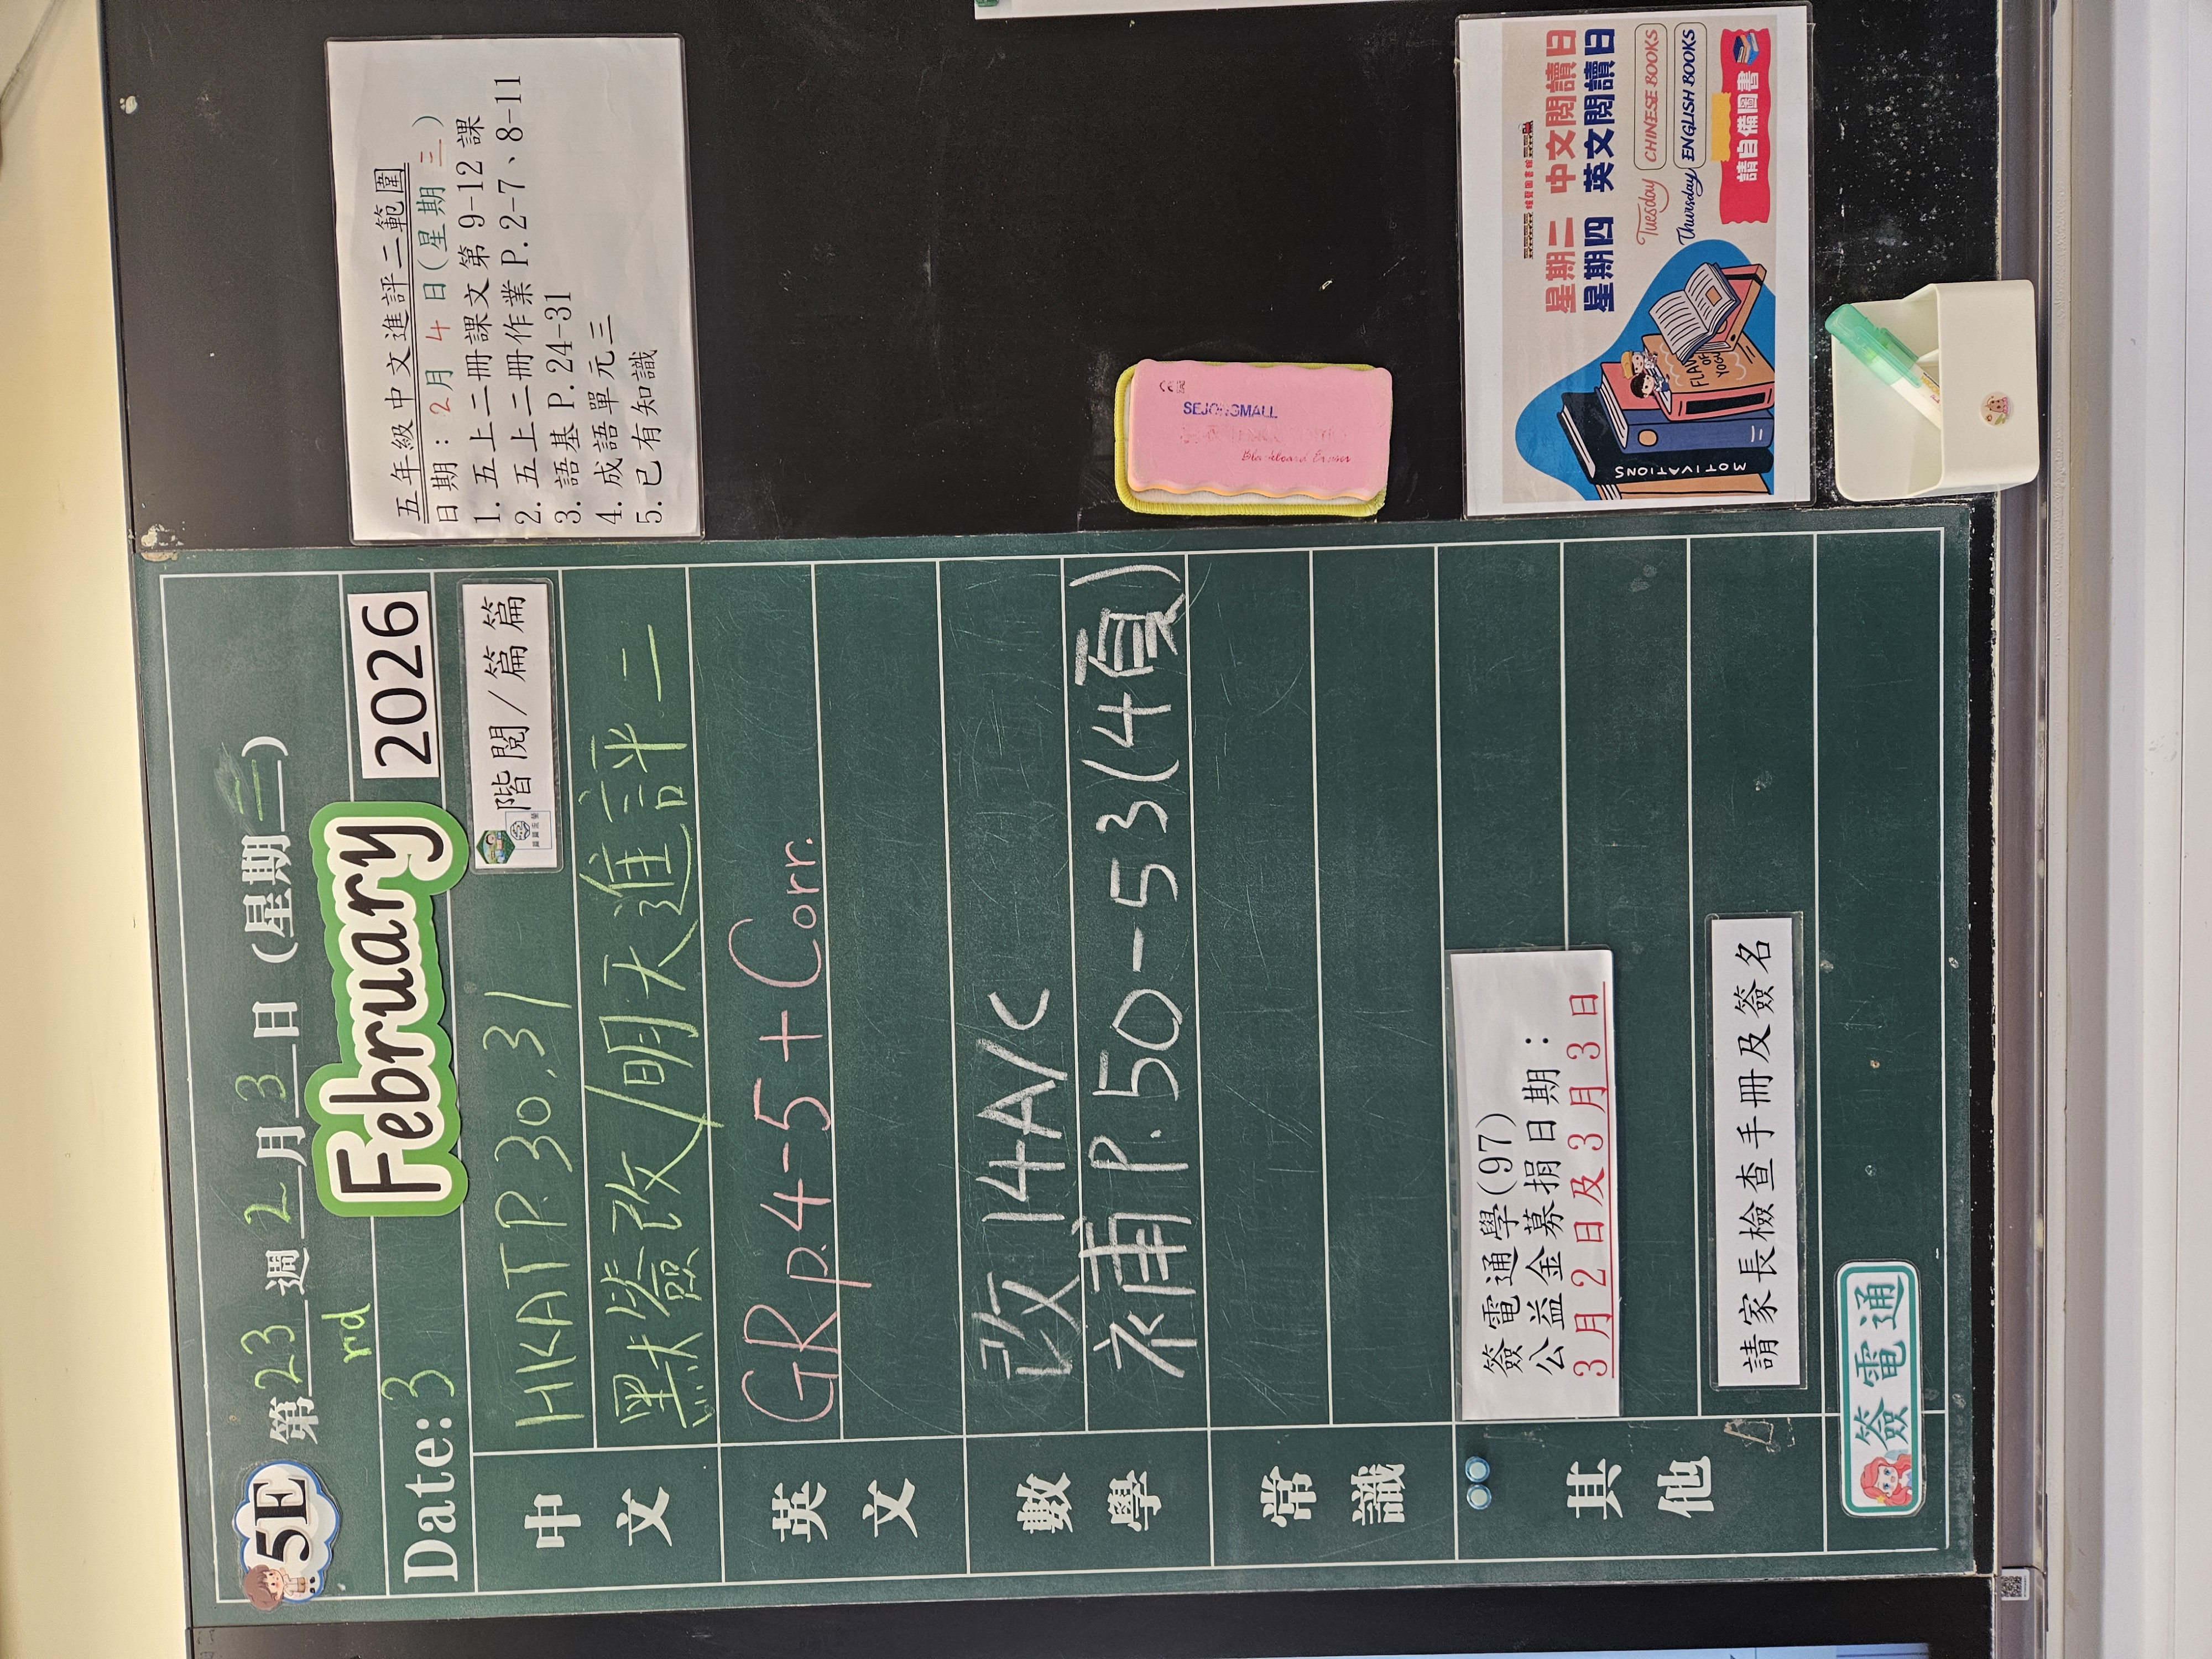 5E
第23週2月3日(星期二)
Date: 3rd February 2026
中文
HKAT P.30,31
階閱/篇篇
默簽改/明天進評二
英文
GR p.4-5 + Corr.
數學
改14A/C
補P.50-53(4頁)
常識
其他
簽電通學(97)
公益金募捐日期：
3月2日及3月3日
請家長檢查手冊及簽名
簽電通
五年級中文進評二範圍
日期：2月4日(星期三)
1. 五上二冊課文第9-12課
2. 五上二冊作業P.2-7、8-11
3. 語基P.24-31
4. 成語單元三
5. 已有知識
SEJONGMALL
Blackboard Eraser
星期二 中文閱讀日
星期四 英文閱讀日
Tuesday CHINESE BOOKS
Thursday ENGLISH BOOKS
請自備圖書
MOTIVATIONS